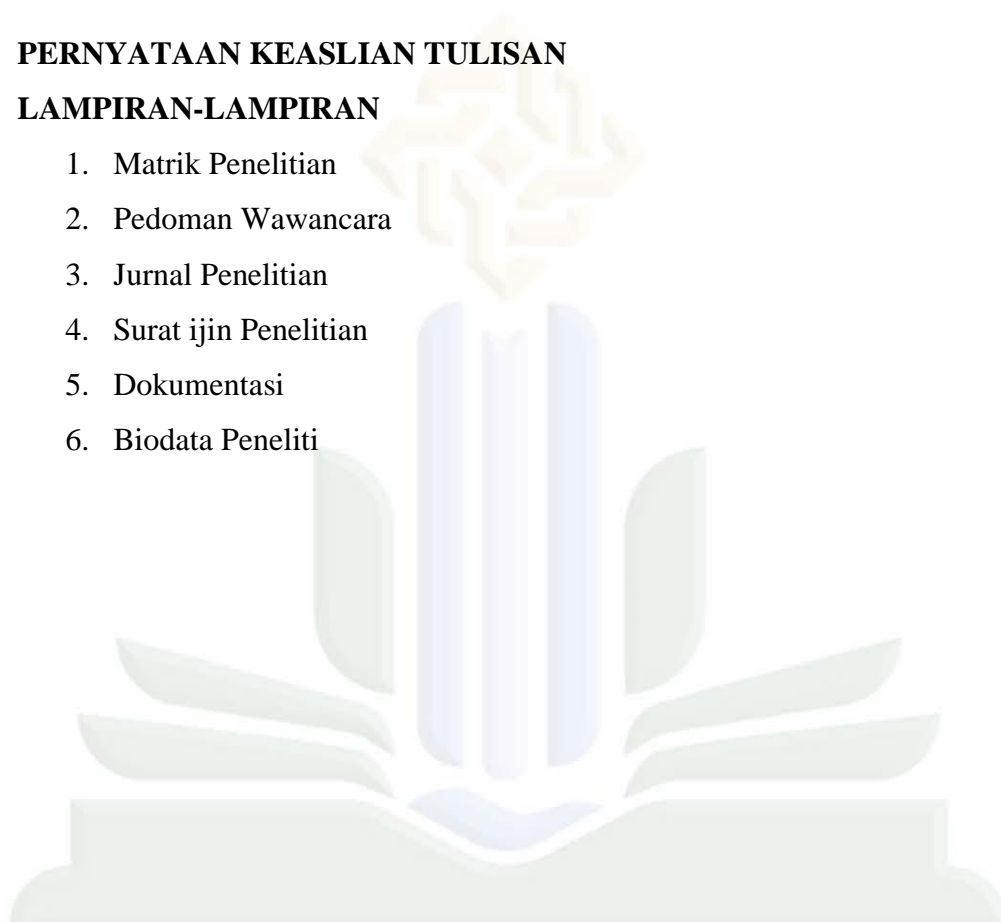 PERNYATAAN KEASLIAN TULISAN
LAMPIRAN-LAMPIRAN
1. Matrik Penelitian
2. Pedoman Wawancara
3. Jurnal Penelitian
4. Surat ijin Penelitian
5. Dokumentasi
6. Biodata Peneliti